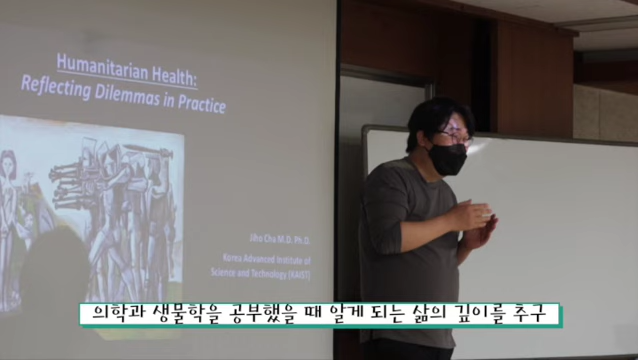 Humanitarian Health:
Reflecting Dilemmas in Practice
Jiho Cha M.D. Ph.D.
Korea Advanced Institute of
Science and Technology (KAIST)
의학과 생물학을 공부했을 때 알게 되는 삶의 깊이를 추구